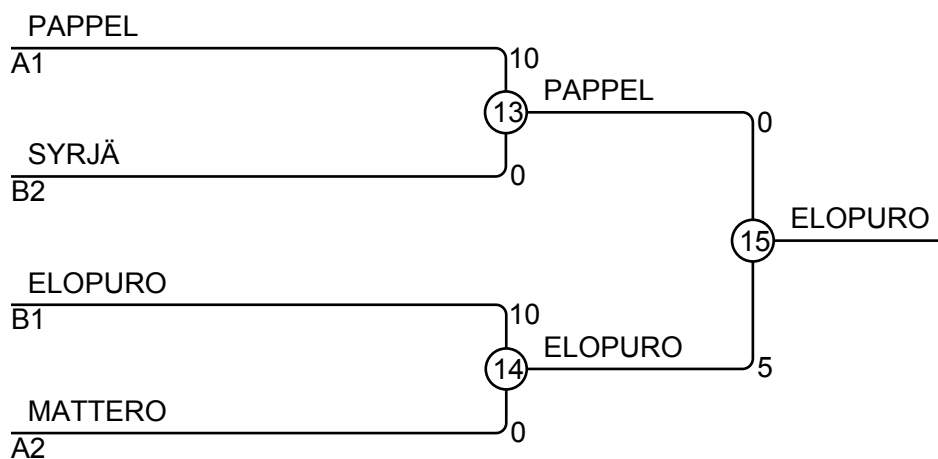 PAPPEL
A1
10
13
PAPPEL
SYRJÄ
B2
0
0
15
ELOPURO
ELOPURO
B1
10
14
ELOPURO
5
MATTERO
A2
0